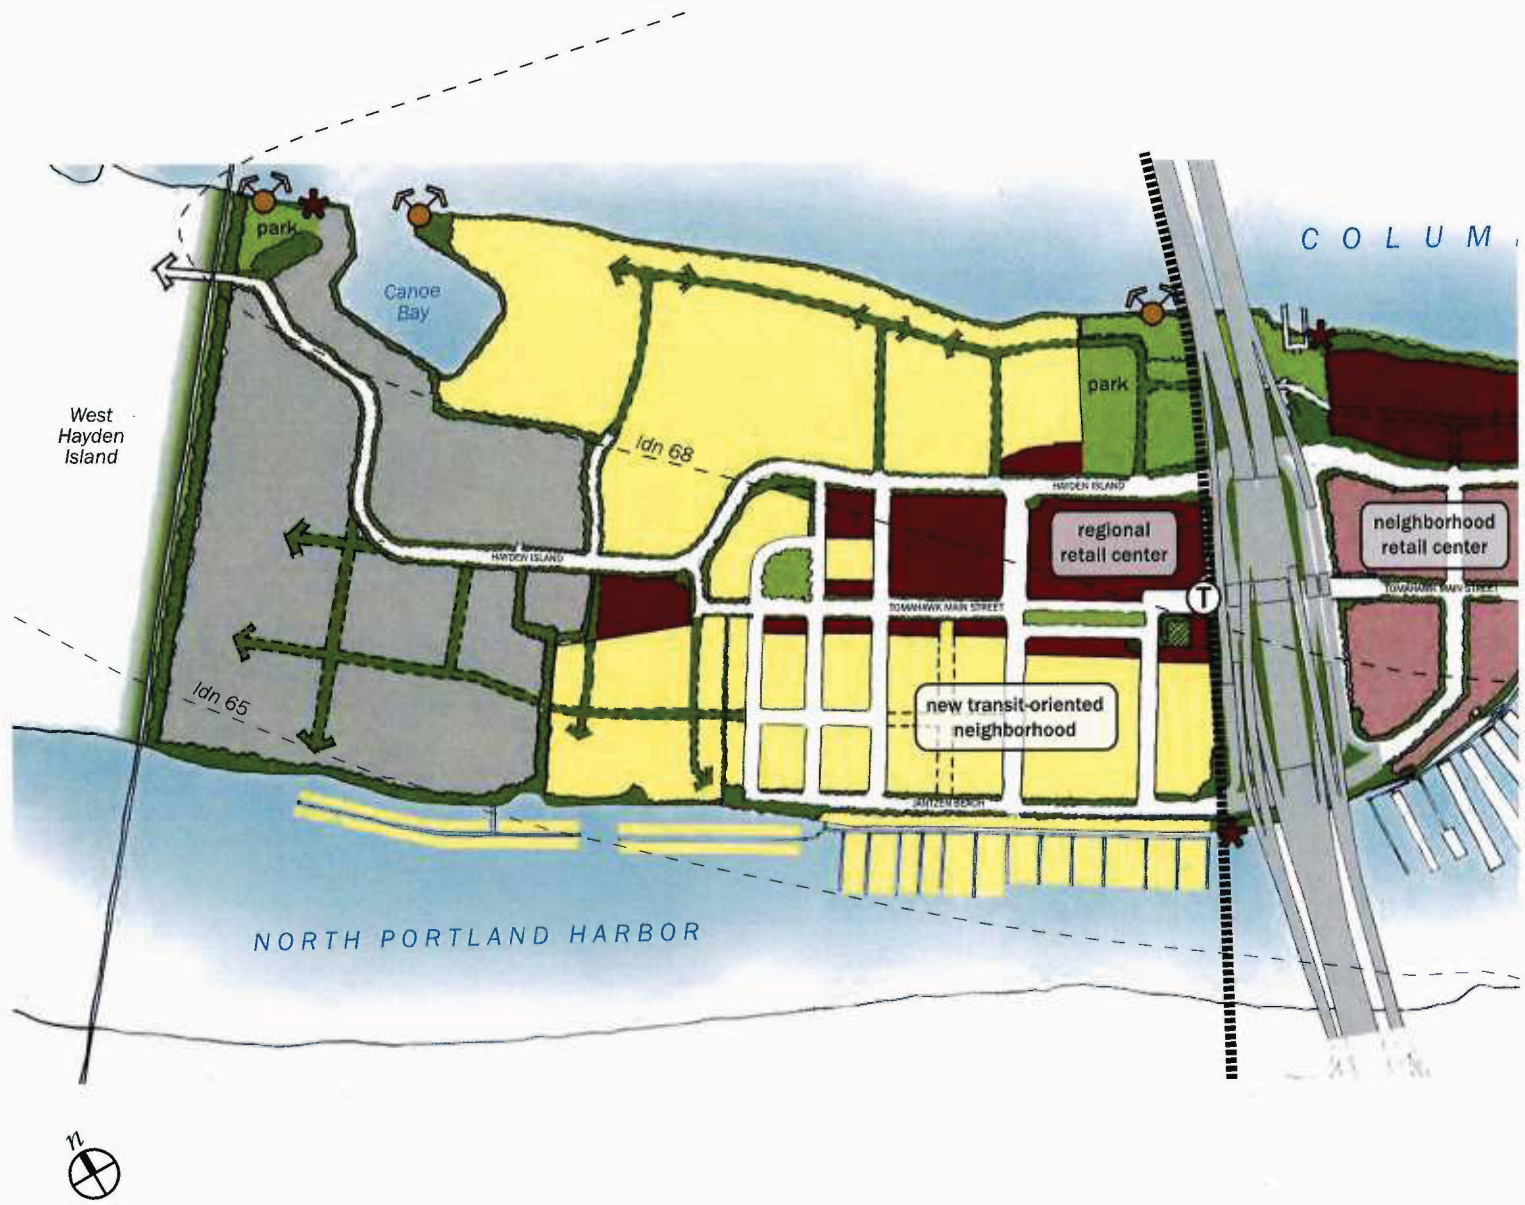 park
COLUM
Canoe
Bay
West
Hayden
Island
park
ldn 68
HAYDEN ISLAND
regional
retail center
neighborhood
retail center
HAYDEN ISLAND
T
TOMAHAWK MAIN STREET
TOMAHAWK MAIN STREET
ldn 65
new transit-oriented
neighborhood
JANTZEN BEACH
NORTH PORTLAND HARBOR
n